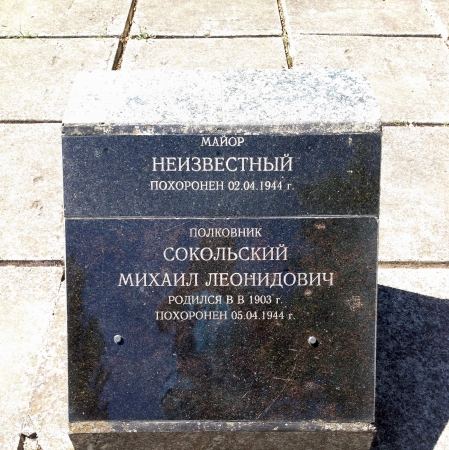 МАЙОР
НЕИЗВЕСТНЫЙ
ПОХОРОНЕН 02.04.1944 г.
ПОЛКОВНИК
СОКОЛЬСКИЙ
МИХАИЛ ЛЕОНИДОВИЧ
РОДИЛСЯ В В 1903 г.
ПОХОРОНЕН 05.04.1944 г.